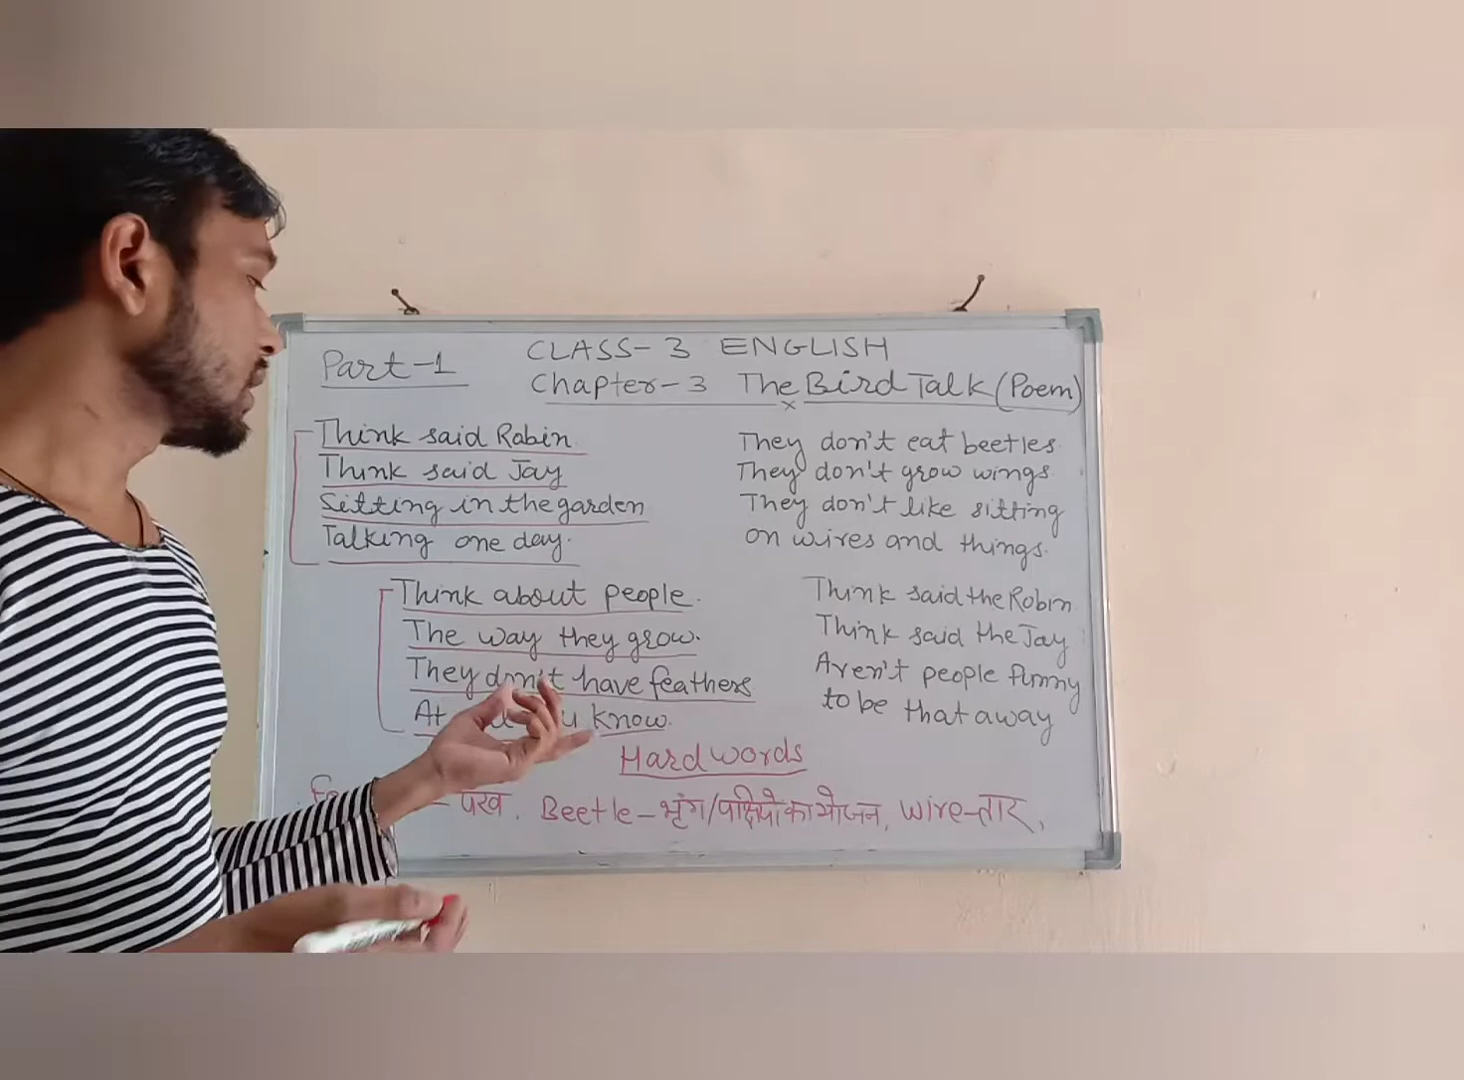 Part-1
CLASS-3 ENGLISH
Chapter-3 The Bird Talk (Poem)
Think said Robin
Think said Jay
Sitting in the garden
Talking one day.
Think about people.
The way they grow.
They don't have feathers
At know.
They don't eat beetles.
They don't grow wings.
They don't like sitting
on wires and things.
Think said the Robin
Think said the Jay
Aren't people funny
to be that away
Hard words
पख, Beetle-भृंग/पक्षियो का भोजन, Wire-तार,